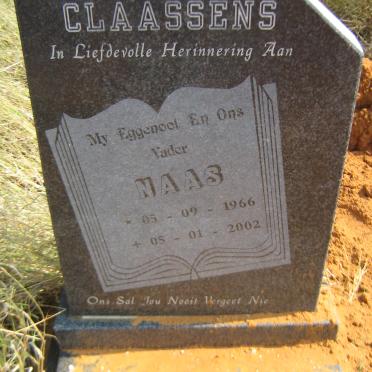 CLAASSENS
In Liefdevolle Herinnering Aan
My Eggenoot En Ons
Vader
NAAS
* 05 - 09 - 1966
+ 05 - 01 - 2002
Ons Sal Jou Nooit Vergeet Nie